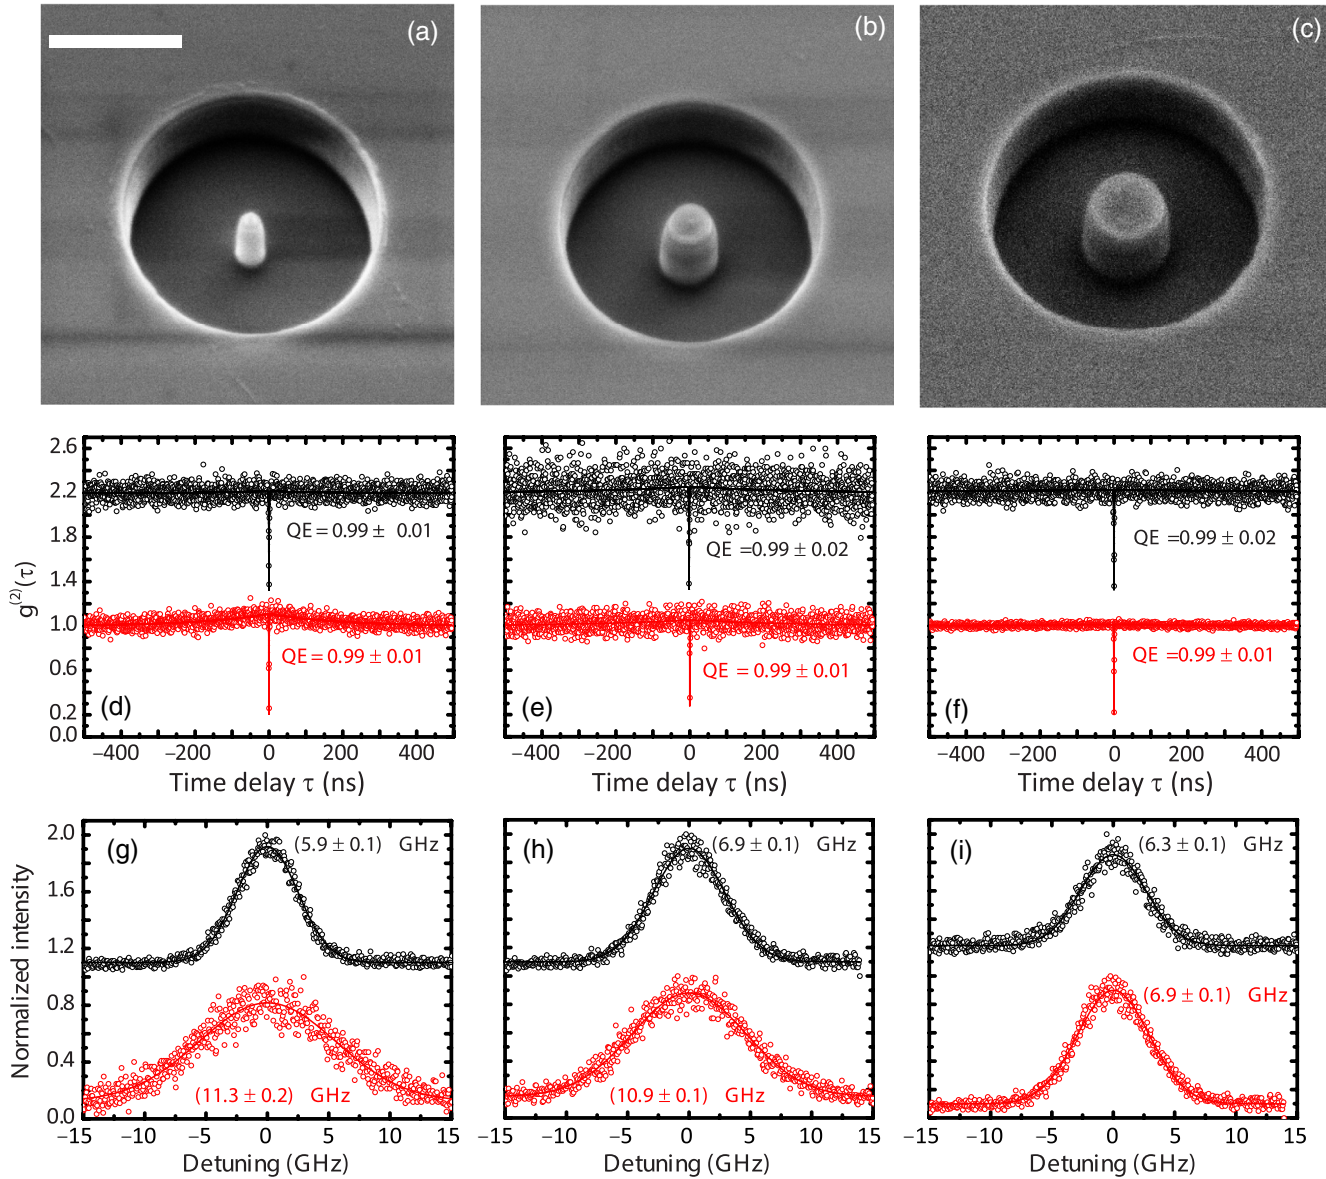 (a)
(b)
(c)
2.6
2.2
1.8
1.4
1.0
0.6
0.2
0.0
g(2)(τ)
QE = 0.99 ± 0.01
QE = 0.99 ± 0.01
(d)
−400 −200 0 200 400
Time delay τ (ns)
QE =0.99 ± 0.02
QE = 0.99 ± 0.01
(e)
−400 −200 0 200 400
Time delay τ (ns)
QE =0.99 ± 0.02
QE =0.99 ± 0.01
(f)
−400 −200 0 200 400
Time delay τ (ns)
2.0
1.6
1.2
0.8
0.4
0.0
Normalized intensity
(g)
(5.9 ± 0.1) GHz
(11.3 ± 0.2) GHz
−15 −10 −5 0 5 10 15
Detuning (GHz)
(h)
(6.9 ± 0.1) GHz
(10.9 ± 0.1) GHz
−15 −10 −5 0 5 10 15
Detuning (GHz)
(i)
(6.3 ± 0.1) GHz
(6.9 ± 0.1) GHz
−15 −10 −5 0 5 10 15
Detuning (GHz)